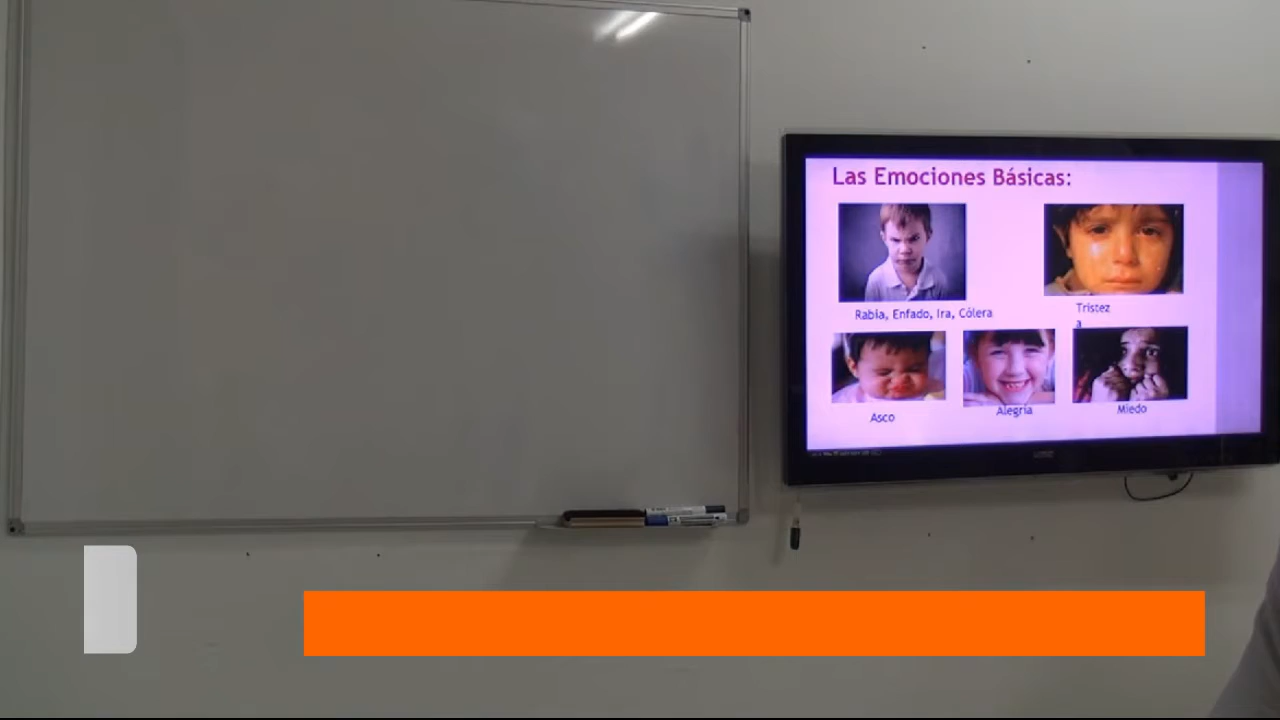 Las Emociones Básicas:
Rabia, Enfado, Ira, Cólera
Tristez
a
Asco
Alegría
Miedo